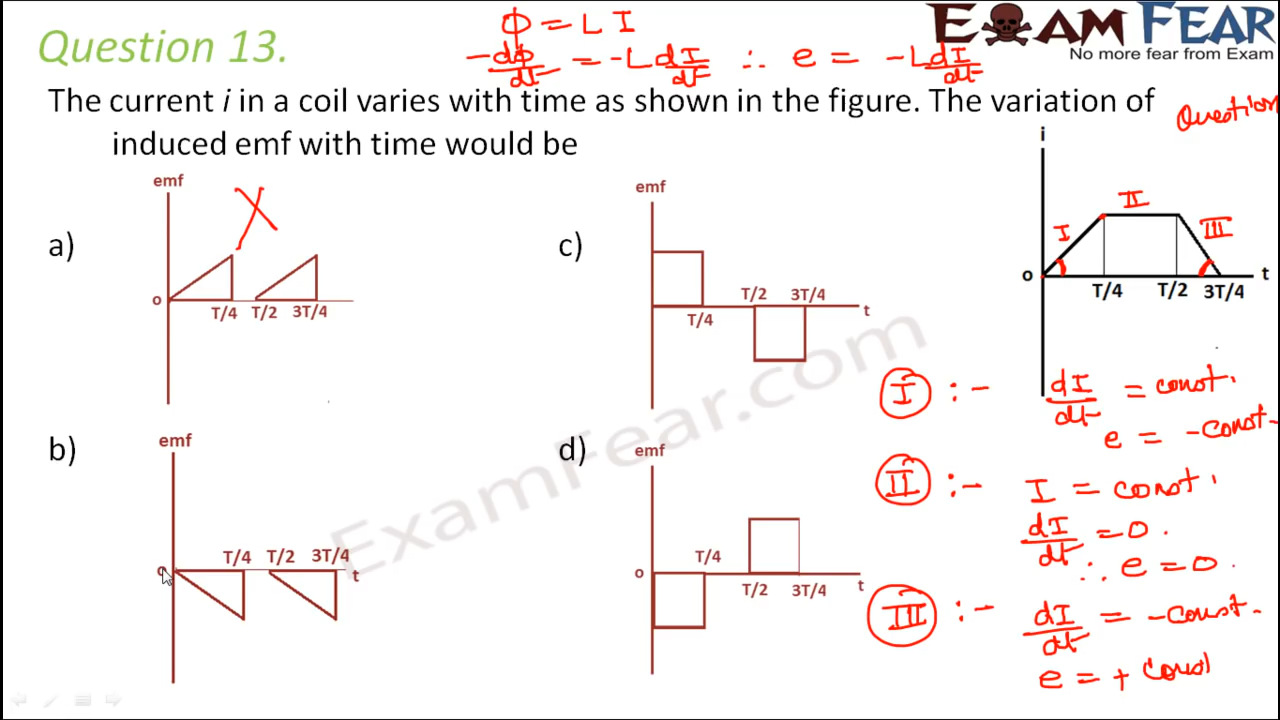 Question 13.
ϕ = L I
-dϕ/dt = -L dI/dt ∴ e = -L dI/dt
EXAM FEAR
No more fear from Exam
The current i in a coil varies with time as shown in the figure. The variation of
induced emf with time would be
Question
a)
emf
o
T/4 T/2 3T/4
X
b)
emf
o
T/4 T/2 3T/4
t
c)
emf
T/4
T/2 3T/4
t
d)
emf
o
T/4
T/2 3T/4
t
i
I
II
III
o
t
T/4 T/2 3T/4
I :- dI/dt = const.
e = -const-
II :- I = const.
dI/dt = 0.
∴ e = 0.
III :- dI/dt = -const.
e = + const
ExamFear.com